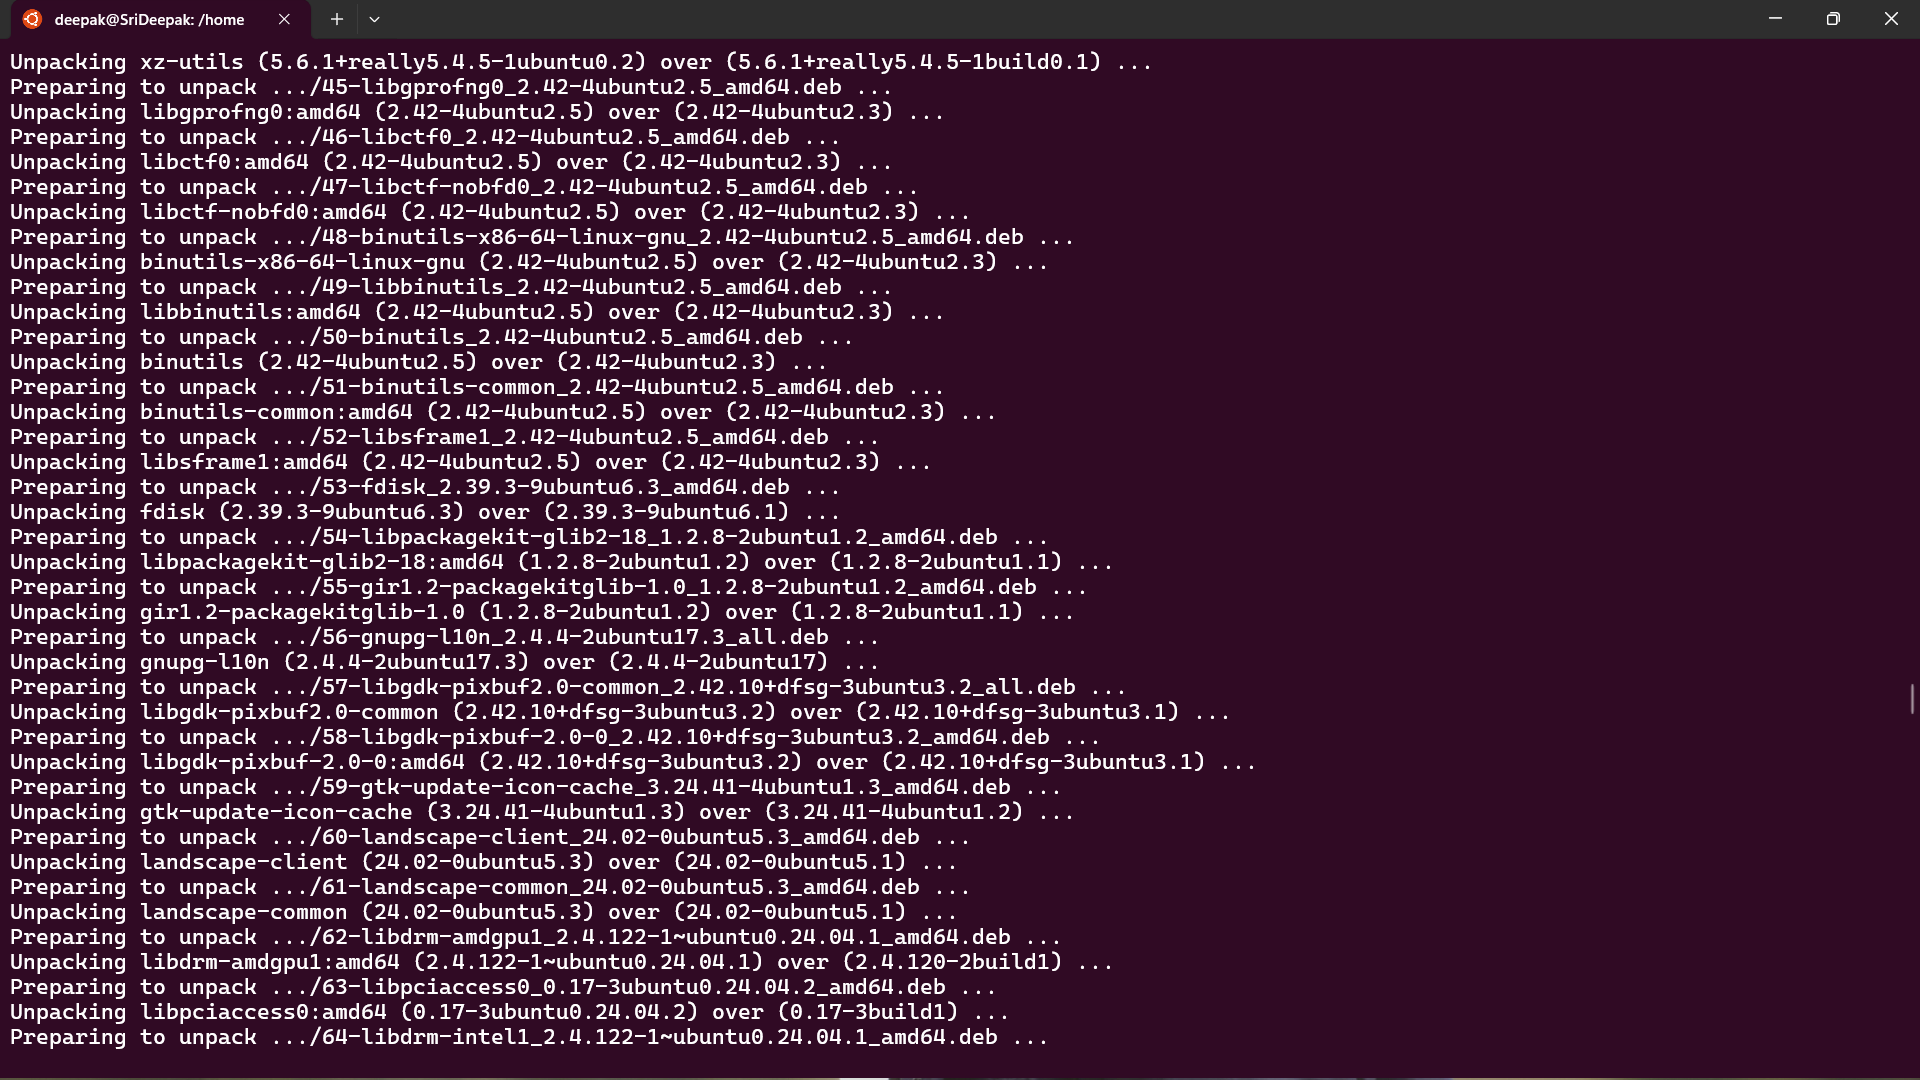 deepak@SriDeepak: /home
Unpacking xz-utils (5.6.1+really5.4.5-1ubuntu0.2) over (5.6.1+really5.4.5-1build0.1) ...
Preparing to unpack .../45-libgprofng0_2.42-4ubuntu2.5_amd64.deb ...
Unpacking libgprofng0:amd64 (2.42-4ubuntu2.5) over (2.42-4ubuntu2.3) ...
Preparing to unpack .../46-libctf0_2.42-4ubuntu2.5_amd64.deb ...
Unpacking libctf0:amd64 (2.42-4ubuntu2.5) over (2.42-4ubuntu2.3) ...
Preparing to unpack .../47-libctf-nobfd0_2.42-4ubuntu2.5_amd64.deb ...
Unpacking libctf-nobfd0:amd64 (2.42-4ubuntu2.5) over (2.42-4ubuntu2.3) ...
Preparing to unpack .../48-binutils-x86-64-linux-gnu_2.42-4ubuntu2.5_amd64.deb ...
Unpacking binutils-x86-64-linux-gnu (2.42-4ubuntu2.5) over (2.42-4ubuntu2.3) ...
Preparing to unpack .../49-libbinutils_2.42-4ubuntu2.5_amd64.deb ...
Unpacking libbinutils:amd64 (2.42-4ubuntu2.5) over (2.42-4ubuntu2.3) ...
Preparing to unpack .../50-binutils_2.42-4ubuntu2.5_amd64.deb ...
Unpacking binutils (2.42-4ubuntu2.5) over (2.42-4ubuntu2.3) ...
Preparing to unpack .../51-binutils-common_2.42-4ubuntu2.5_amd64.deb ...
Unpacking binutils-common:amd64 (2.42-4ubuntu2.5) over (2.42-4ubuntu2.3) ...
Preparing to unpack .../52-libsframe1_2.42-4ubuntu2.5_amd64.deb ...
Unpacking libsframe1:amd64 (2.42-4ubuntu2.5) over (2.42-4ubuntu2.3) ...
Preparing to unpack .../53-fdisk_2.39.3-9ubuntu6.3_amd64.deb ...
Unpacking fdisk (2.39.3-9ubuntu6.3) over (2.39.3-9ubuntu6.1) ...
Preparing to unpack .../54-libpackagekit-glib2-18_1.2.8-2ubuntu1.2_amd64.deb ...
Unpacking libpackagekit-glib2-18:amd64 (1.2.8-2ubuntu1.2) over (1.2.8-2ubuntu1.1) ...
Preparing to unpack .../55-gir1.2-packagekitglib-1.0_1.2.8-2ubuntu1.2_amd64.deb ...
Unpacking gir1.2-packagekitglib-1.0 (1.2.8-2ubuntu1.2) over (1.2.8-2ubuntu1.1) ...
Preparing to unpack .../56-gnupg-l10n_2.4.4-2ubuntu17.3_all.deb ...
Unpacking gnupg-l10n (2.4.4-2ubuntu17.3) over (2.4.4-2ubuntu17) ...
Preparing to unpack .../57-libgdk-pixbuf2.0-common_2.42.10+dfsg-3ubuntu3.2_all.deb ...
Unpacking libgdk-pixbuf2.0-common (2.42.10+dfsg-3ubuntu3.2) over (2.42.10+dfsg-3ubuntu3.1) ...
Preparing to unpack .../58-libgdk-pixbuf-2.0-0_2.42.10+dfsg-3ubuntu3.2_amd64.deb ...
Unpacking libgdk-pixbuf-2.0-0:amd64 (2.42.10+dfsg-3ubuntu3.2) over (2.42.10+dfsg-3ubuntu3.1) ...
Preparing to unpack .../59-gtk-update-icon-cache_3.24.41-4ubuntu1.3_amd64.deb ...
Unpacking gtk-update-icon-cache (3.24.41-4ubuntu1.3) over (3.24.41-4ubuntu1.2) ...
Preparing to unpack .../60-landscape-client_24.02-0ubuntu5.3_amd64.deb ...
Unpacking landscape-client (24.02-0ubuntu5.3) over (24.02-0ubuntu5.1) ...
Preparing to unpack .../61-landscape-common_24.02-0ubuntu5.3_amd64.deb ...
Unpacking landscape-common (24.02-0ubuntu5.3) over (24.02-0ubuntu5.1) ...
Preparing to unpack .../62-libdrm-amdgpu1_2.4.122-1~ubuntu0.24.04.1_amd64.deb ...
Unpacking libdrm-amdgpu1:amd64 (2.4.122-1~ubuntu0.24.04.1) over (2.4.120-2build1) ...
Preparing to unpack .../63-libpciaccess0_0.17-3ubuntu0.24.04.2_amd64.deb ...
Unpacking libpciaccess0:amd64 (0.17-3ubuntu0.24.04.2) over (0.17-3build1) ...
Preparing to unpack .../64-libdrm-intel1_2.4.122-1~ubuntu0.24.04.1_amd64.deb ...